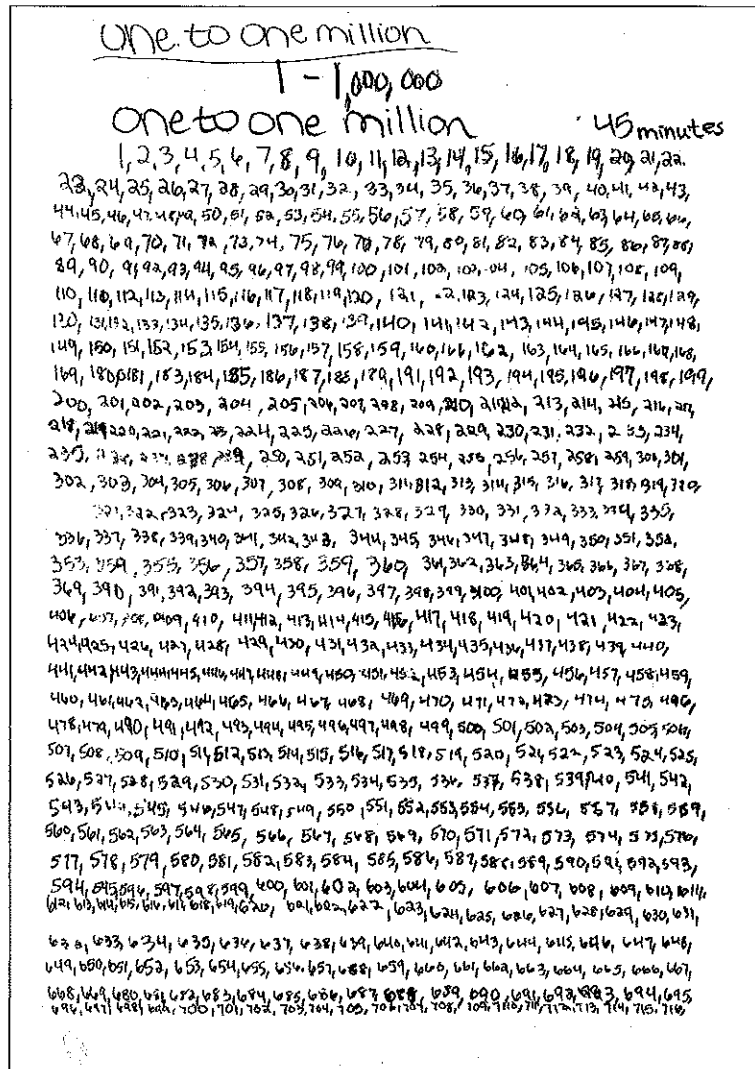 one to one million
1 - 1,000,000
one to one million 45 minutes
1, 2, 3, 4, 5, 6, 7, 8, 9, 10, 11, 12, 13, 14, 15, 16, 17, 18, 19, 20, 21, 22
23, 24, 25, 26, 27, 28, 29, 30, 31, 32, 33, 34, 35, 36, 37, 38, 39, 40, 41, 42, 43,
44, 45, 46, 47, 48, 49, 50, 51, 52, 53, 54, 55, 56, 57, 58, 59, 60, 61, 62, 63, 64, 65, 66,
67, 68, 69, 70, 71, 72, 73, 74, 75, 76, 78, 79, 80, 81, 82, 83, 84, 85, 86, 87, 88,
89, 90, 91, 92, 93, 94, 95, 96, 97, 98, 99, 100, 101, 102, 105, 106, 107, 108, 109,
110, 112, 113, 114, 115, 116, 117, 118, 119, 120, 121, 123, 124, 125, 126, 127, 128, 129,
130, 131, 132, 133, 134, 135, 136, 137, 138, 139, 140, 141, 142, 143, 144, 145, 146, 147, 148,
149, 150, 151, 152, 153, 154, 155, 156, 157, 158, 159, 160, 162, 163, 164, 165, 166, 168,
169, 180, 181, 183, 184, 185, 186, 187, 188, 189, 191, 192, 193, 194, 195, 196, 197, 198, 199,
200, 201, 202, 203, 204, 205, 206, 207, 208, 209, 210, 213, 214, 215, 216, 217,
218, 219, 220, 221, 222, 224, 225, 226, 227, 228, 229, 230, 231, 232, 233, 234,
235, 250, 251, 252, 253, 254, 256, 257, 258, 259, 300, 301,
302, 303, 304, 305, 306, 307, 308, 309, 310, 311, 312, 313, 314, 315, 316, 317, 318, 319, 320,
321, 322, 323, 324, 325, 326, 327, 328, 329, 330, 331, 332, 333, 334, 335,
336, 337, 338, 339, 340, 341, 342, 343, 344, 345, 346, 347, 348, 349, 350, 351, 352,
353, 355, 356, 357, 358, 359, 360, 361, 362, 363, 364, 365, 366, 367, 368,
369, 390, 391, 392, 393, 394, 395, 396, 397, 398, 399, 401, 402, 403, 404, 405,
406, 410, 411, 412, 413, 414, 415, 416, 417, 418, 419, 420, 421, 422, 423,
424, 425, 426, 427, 428, 429, 430, 431, 432, 433, 434, 435, 436, 437, 438, 439, 440,
441, 442, 443, 444, 445, 446, 447, 448, 449, 450, 451, 452, 453, 454, 455, 456, 457, 458, 459,
460, 461, 462, 463, 464, 465, 466, 467, 468, 469, 470, 471, 472, 473, 474, 475,
478, 479, 490, 491, 492, 493, 494, 495, 496, 497, 498, 499, 500, 501, 502, 503, 504, 505, 506,
507, 508, 509, 510, 511, 512, 513, 514, 515, 516, 517, 518, 519, 520, 521, 522, 523, 524, 525,
526, 527, 528, 529, 530, 531, 532, 533, 534, 535, 536, 537, 538, 539, 541, 542,
543, 545, 546, 547, 548, 549, 550, 551, 552, 553, 554, 555, 556, 557, 558, 559,
560, 561, 562, 563, 564, 565, 566, 567, 568, 569, 570, 571, 572, 573, 574, 575, 576,
577, 578, 579, 580, 581, 582, 583, 584, 585, 586, 587, 588, 589, 590, 591, 592, 593,
594, 595, 596, 597, 598, 599, 600, 601, 602, 603, 604, 605, 606, 607, 608, 609, 610, 611,
612, 613, 614, 615, 616, 617, 618, 619, 620, 622, 623, 624, 625, 626, 627, 628, 629, 630, 631,
632, 633, 634, 635, 636, 637, 638, 639, 640, 641, 642, 643, 644, 645, 646, 647, 648,
649, 650, 651, 652, 653, 654, 655, 656, 657, 658, 659, 660, 661, 662, 663, 664, 665, 666, 667,
668, 669, 680, 681, 682, 683, 684, 685, 686, 687, 688, 689, 690, 691, 692, 693, 694, 695,
696, 697, 698, 699, 700, 701, 702, 703, 704, 705, 706, 708, 709, 710, 711, 712, 713, 714, 715, 716,